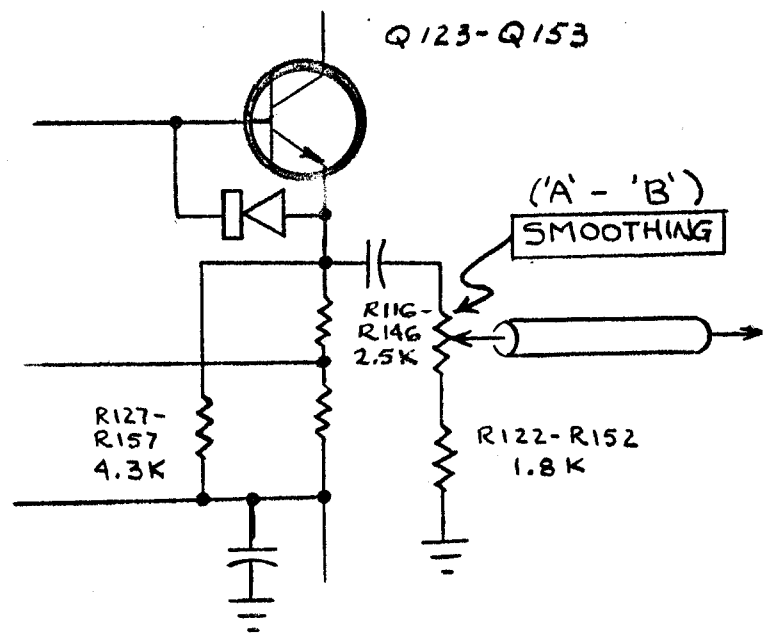 Q123-Q153
('A' - 'B')
SMOOTHING
R116-
R146
2.5K
R127-
R157
4.3K
R122-R152
1.8K